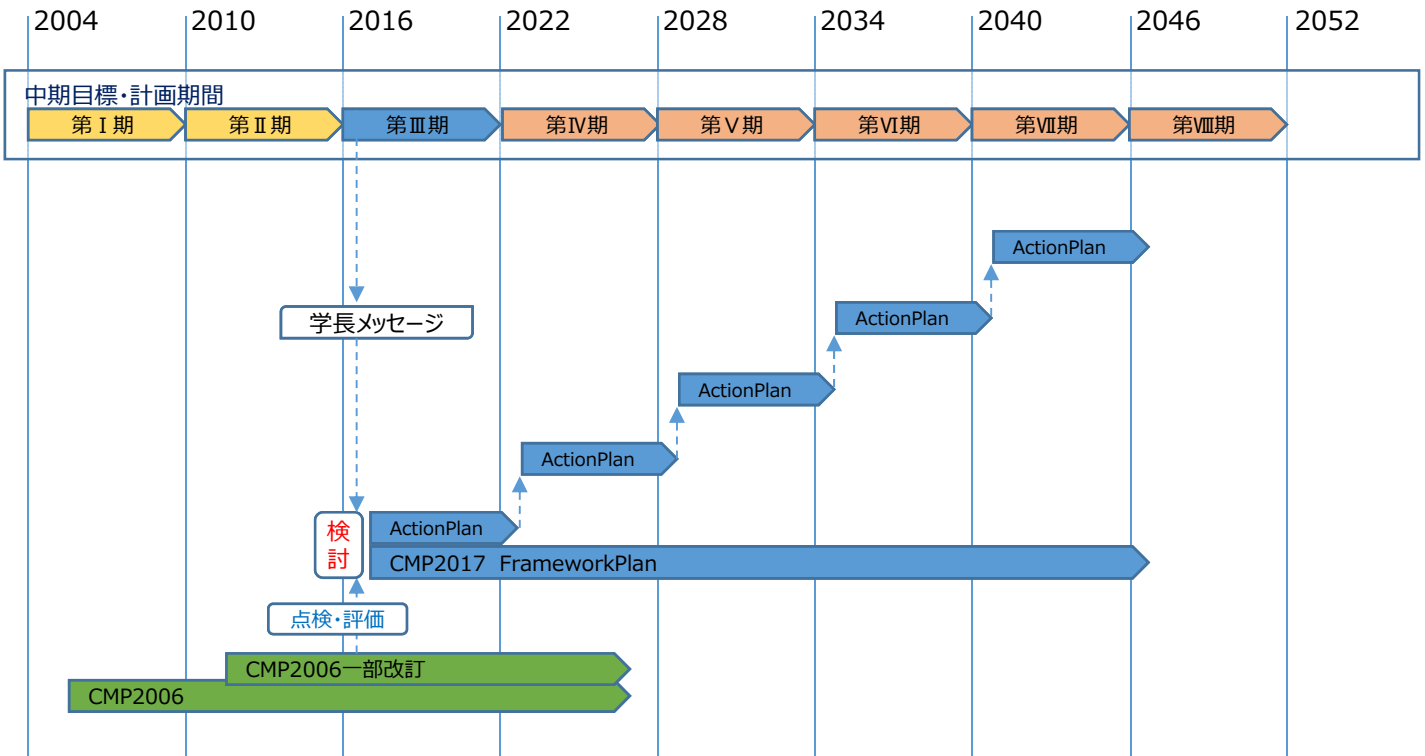 2004 2010 2016 2022 2028 2034 2040 2046 2052
中期目標・計画期間
第Ⅰ期 第Ⅱ期 第Ⅲ期 第Ⅳ期 第Ⅴ期 第Ⅵ期 第Ⅶ期 第Ⅷ期
ActionPlan
学長メッセージ
ActionPlan
ActionPlan
ActionPlan
検
討
ActionPlan
CMP2017 FrameworkPlan
点検・評価
CMP2006一部改訂
CMP2006